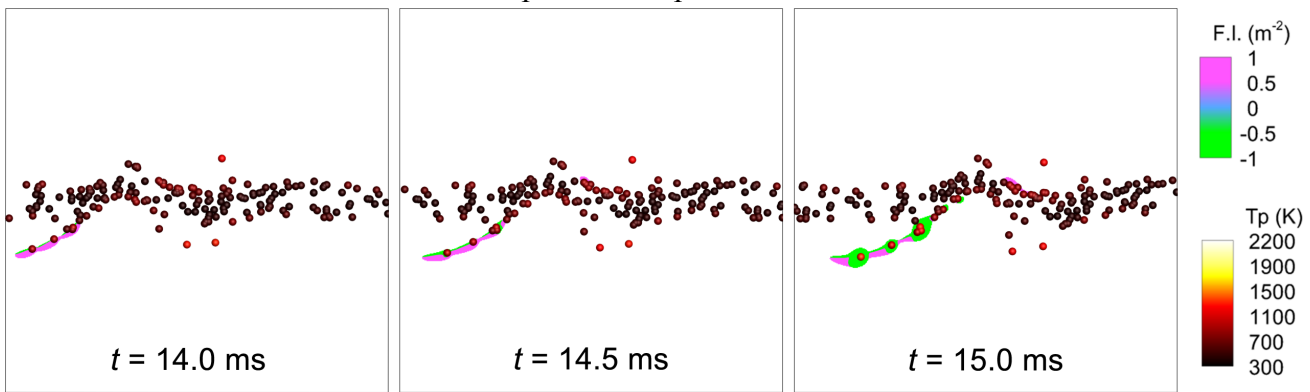 F.I. (m-2)
1
0.5
0
-0.5
-1
Tp (K)
2200
1900
1500
1100
700
300
t = 14.0 ms
t = 14.5 ms
t = 15.0 ms